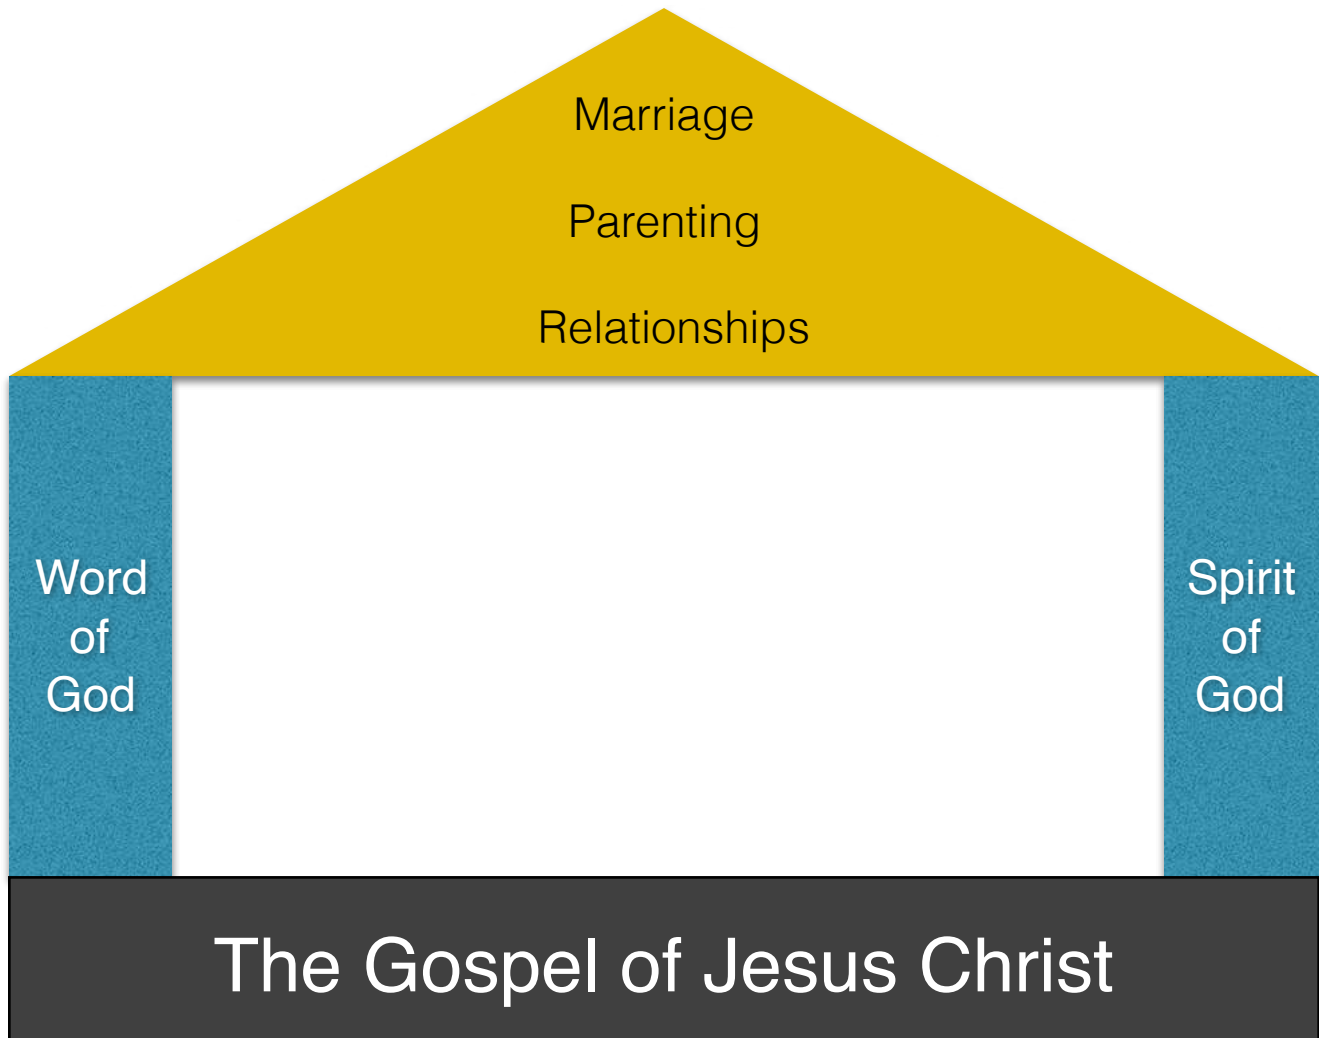 Marriage
Parenting
Relationships
Word
of
God
Spirit
of
God
The Gospel of Jesus Christ